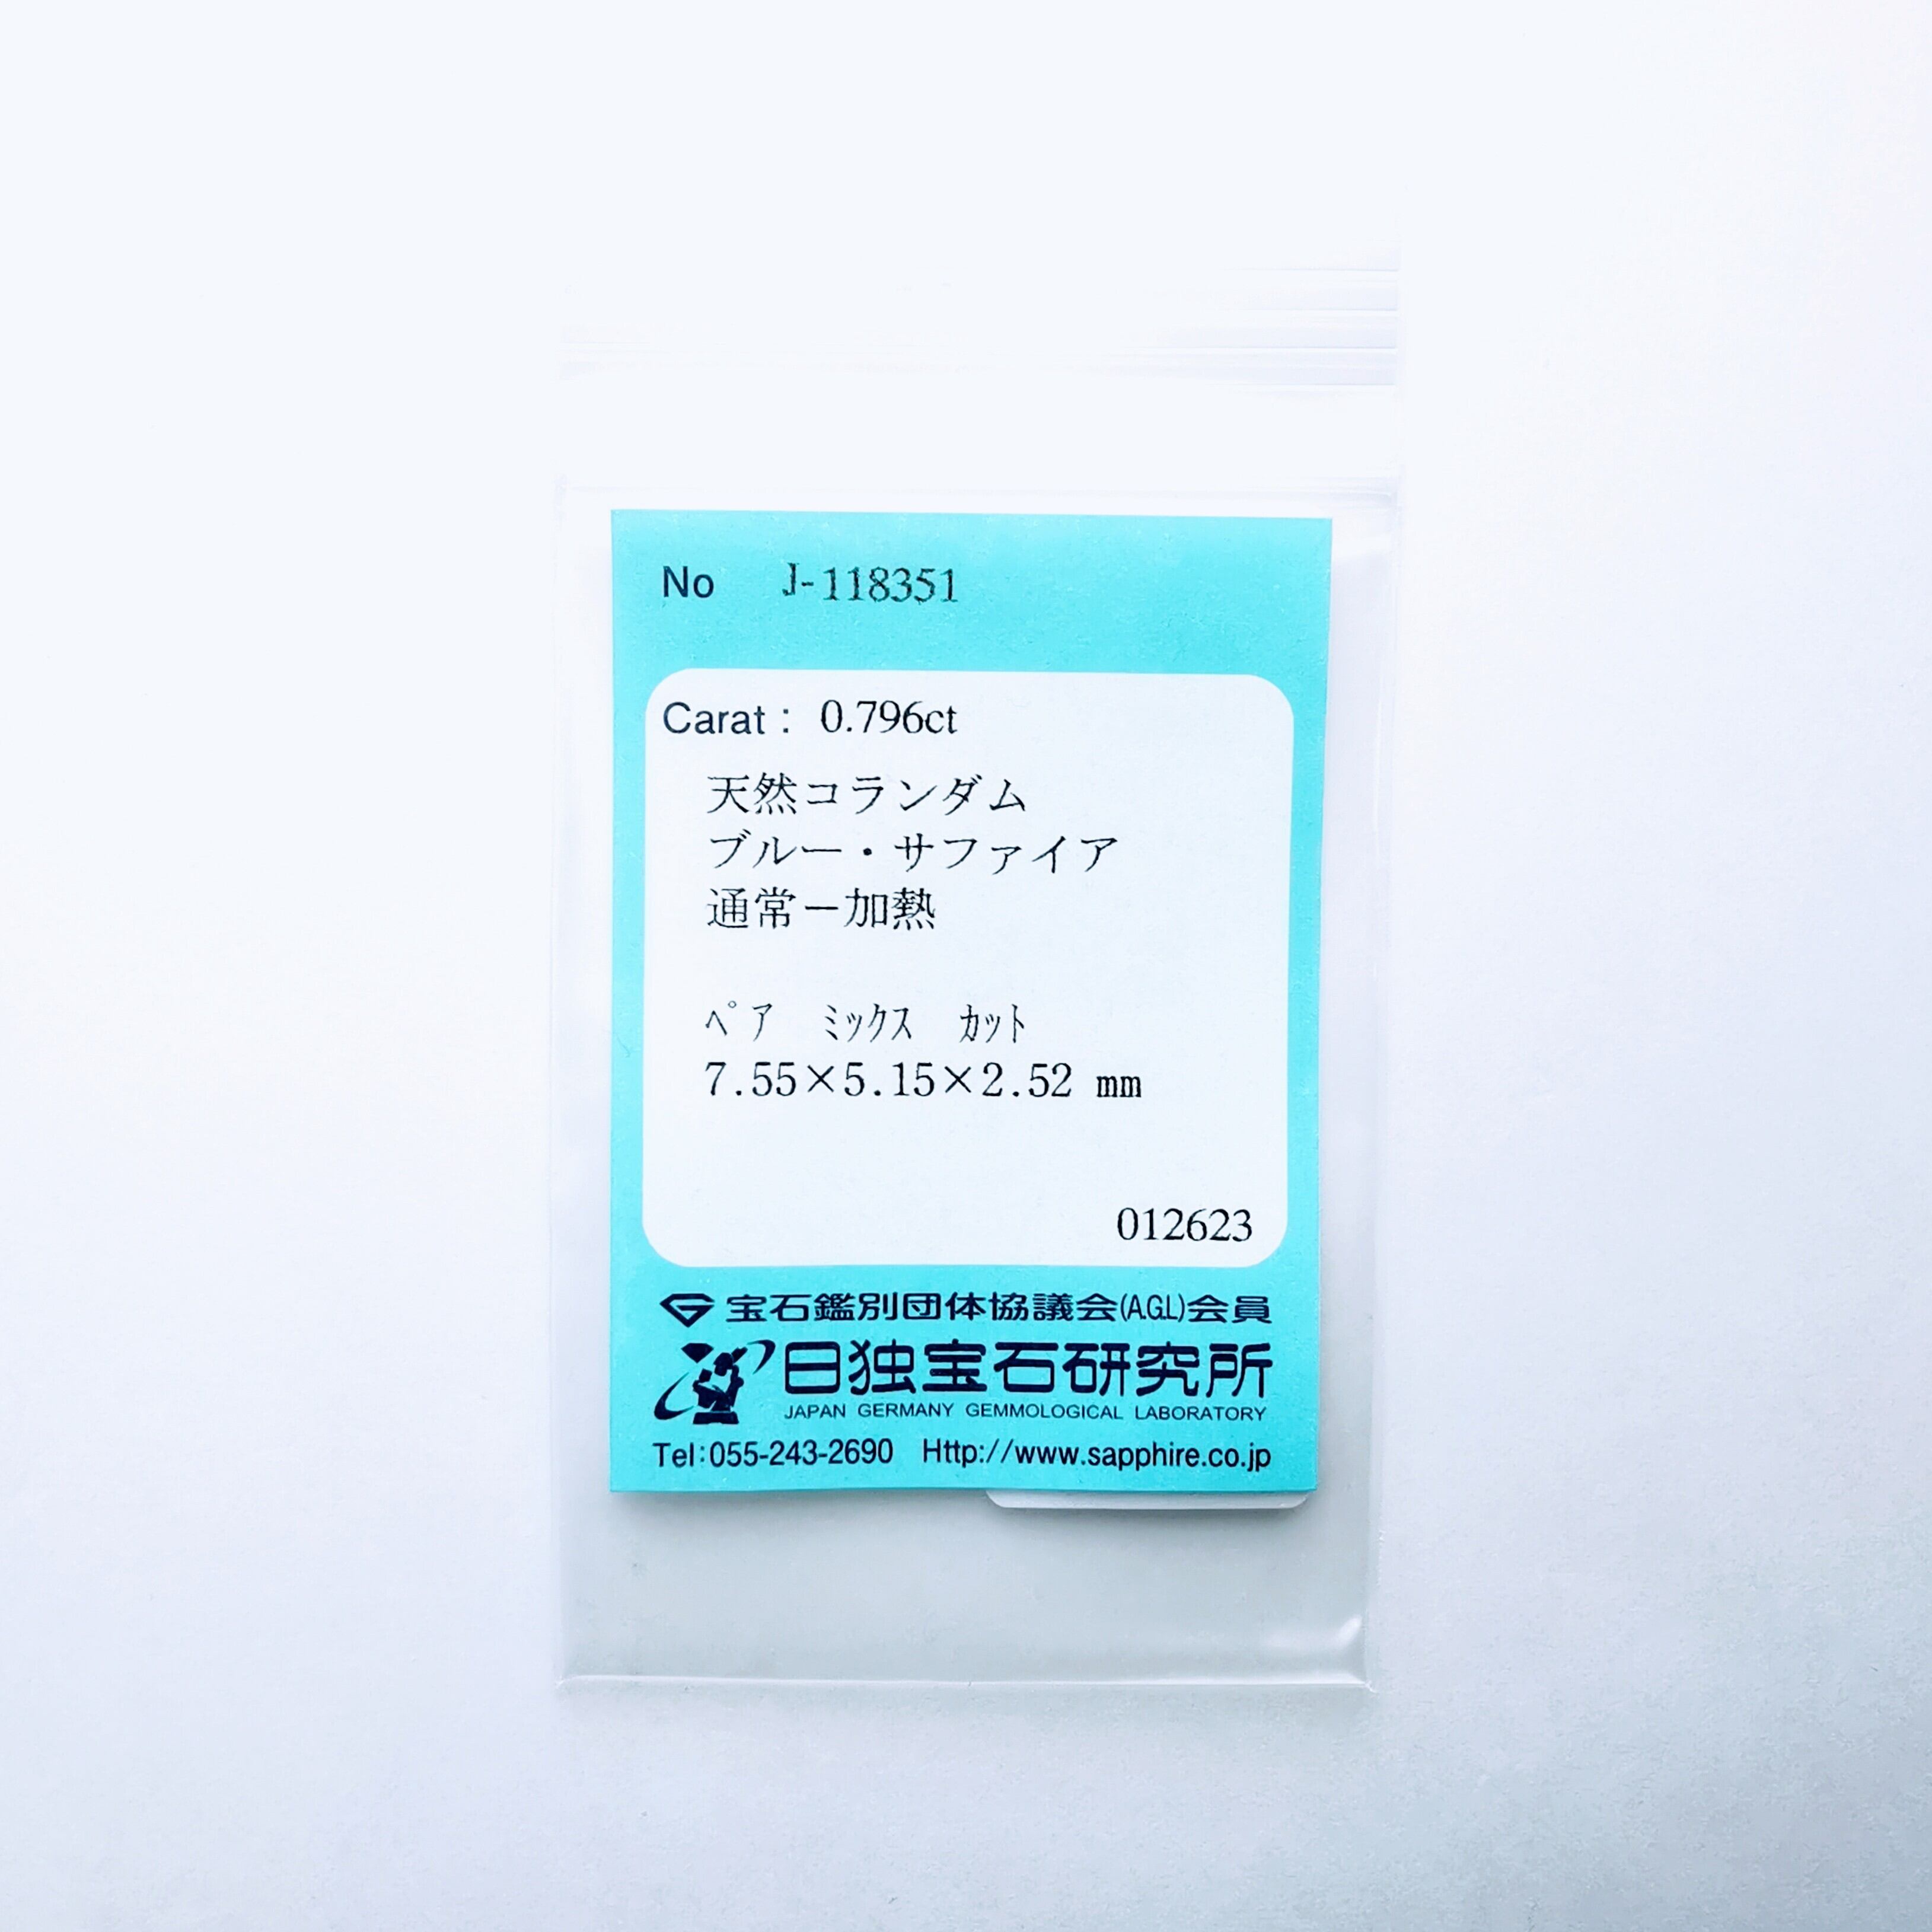 No J-118351
Carat : 0.796ct
天然コランダム
ブルー・サファイア
通常－加熱
ﾍﾟｱ ﾐｯｸｽ ｶｯﾄ
7.55×5.15×2.52 mm
012623
宝石鑑別団体協議会(A.G.L)会員
日独宝石研究所
JAPAN GERMANY GEMMOLOGICAL LABORATORY
Tel:055-243-2690 Http://www.sapphire.co.jp